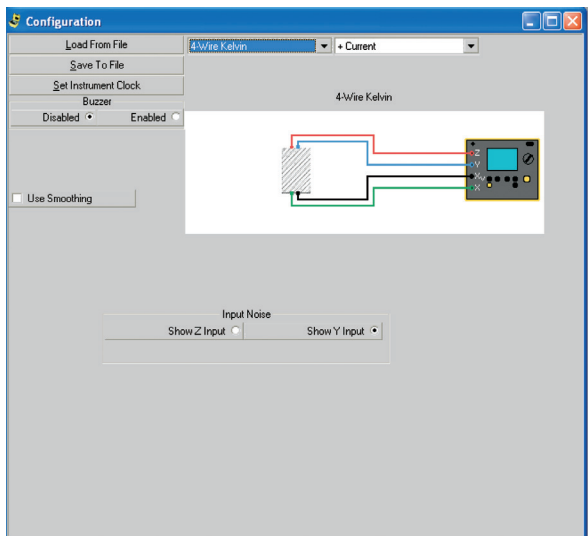 Configuration
Load From File
4-Wire Kelvin
+ Current
Save To File
Set Instrument Clock
Buzzer
4-Wire Kelvin
Disabled
Enabled
Z
Y
Xv
X
Use Smoothing
Input Noise
Show Z Input
Show Y Input